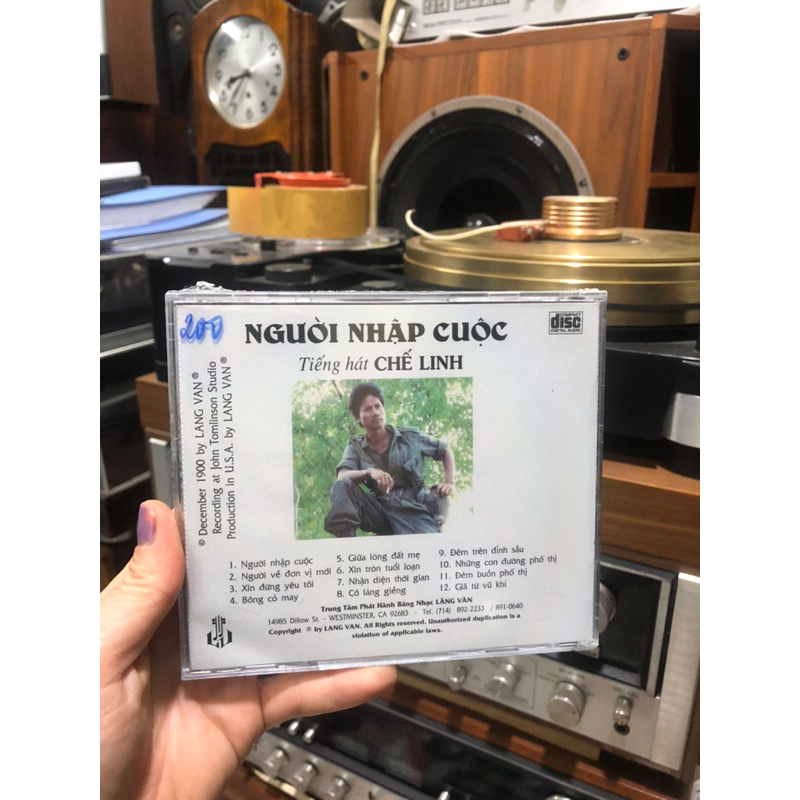 200
NGƯỜI NHẬP CUỘC
COMPACT
disc
DIGITAL AUDIO
Tiếng hát CHẾ LINH
℗ December 1900 by LANG VAN ®
Recording at John Tomlinson Studio
Production in U.S.A. by LANG VAN ®
1. Người nhập cuộc
2. Người về đơn vị mới
3. Xin đừng yêu tôi
4. Bông cỏ may
5. Giữa lòng đất mẹ
6. Xin tròn tuổi loạn
7. Nhận diện thời gian
8. Cô láng giềng
9. Đêm trên đỉnh sầu
10. Những con đường phố thị
11. Đêm buồn phố thị
12. Giã từ vũ khí
Trung Tâm Phát Hành Băng Nhạc LÀNG VĂN
14985 Dillow St. - WESTMINSTER, CA 92683 - Tel. (714) 892-2233 / 891-0640
Copyright ℗ by LANG VAN. All Rights reserved. Unauthorized duplication is a
violation of applicable laws.